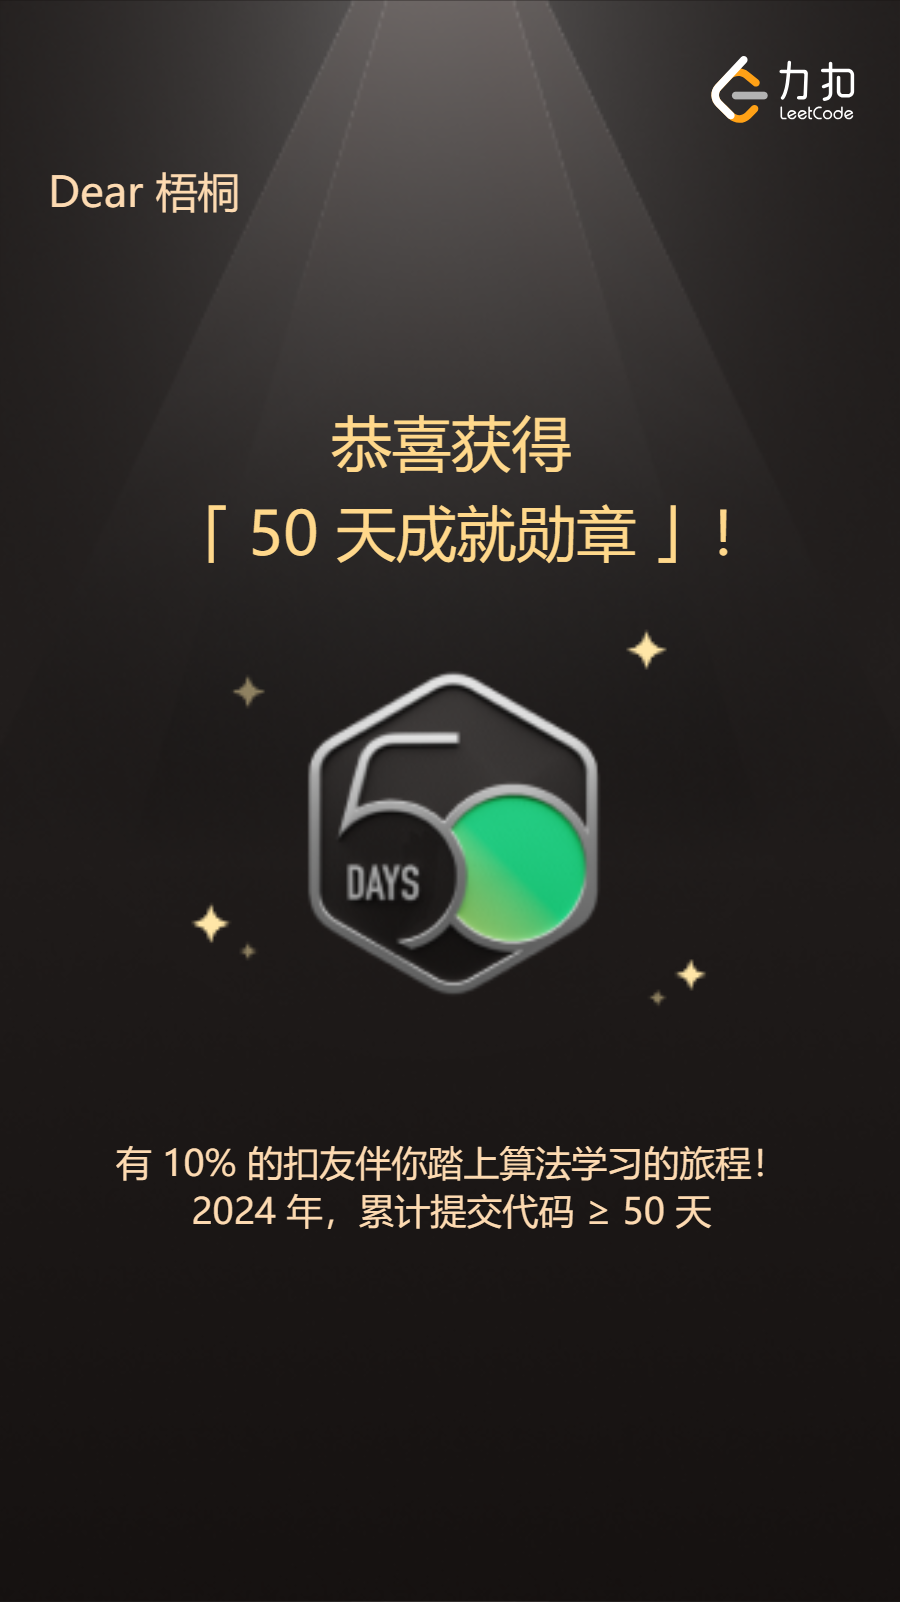 力扣
LeetCode
Dear 梧桐
恭喜获得
「 50 天成就勋章 」!
50
DAYS
有 10% 的扣友伴你踏上算法学习的旅程！
2024 年，累计提交代码 ≥ 50 天